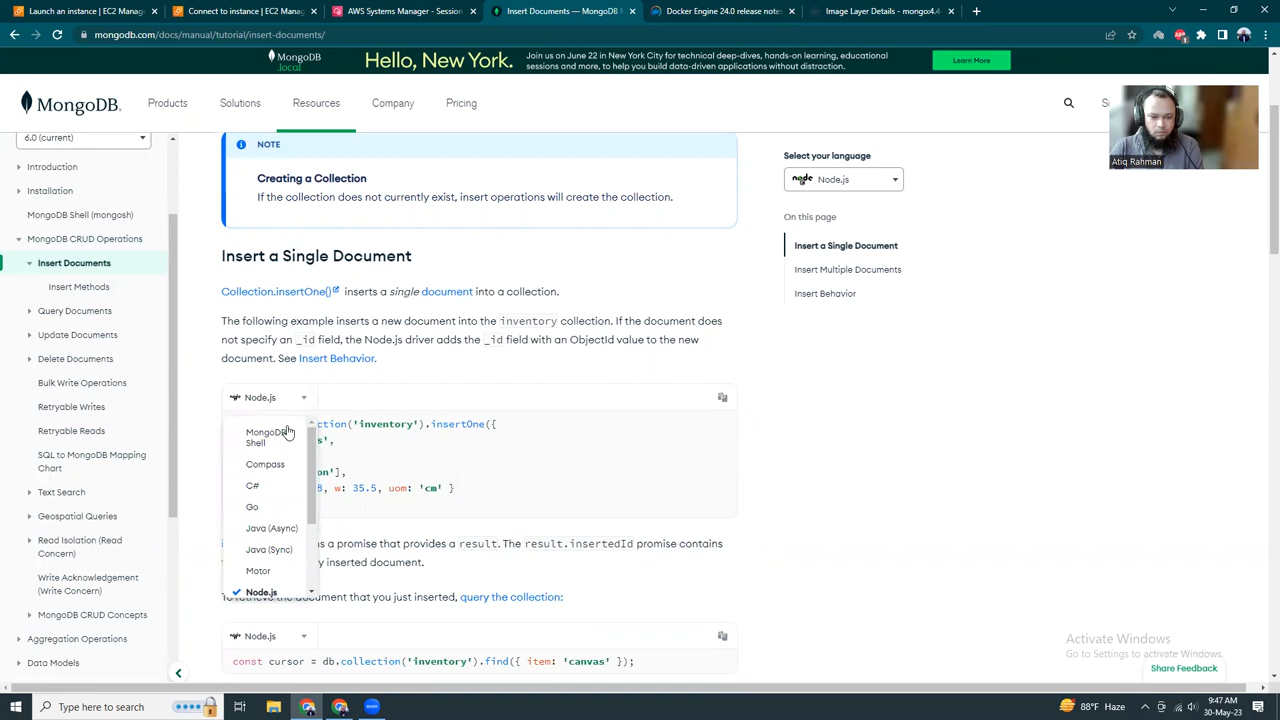 Launch an instance | EC2 Manag
Connect to instance | EC2 Manag
AWS Systems Manager - Session
Insert Documents — MongoDB M
Docker Engine 24.0 release notes
Image Layer Details - mongo4.4
mongodb.com/docs/manual/tutorial/insert-documents/
MongoDB
.local
Hello, New York.
Join us on June 22 in New York City for technical deep-dives, hands-on learning, educational
sessions and more, to help you build data-driven applications without distraction.
Learn More
MongoDB.
Products
Solutions
Resources
Company
Pricing
Atiq Rahman
6.0 (current)
Introduction
Installation
MongoDB Shell (mongosh)
MongoDB CRUD Operations
Insert Documents
Insert Methods
Query Documents
Update Documents
Delete Documents
Bulk Write Operations
Retryable Writes
Retryable Reads
SQL to MongoDB Mapping
Chart
Text Search
Geospatial Queries
Read Isolation (Read
Concern)
Write Acknowledgement
(Write Concern)
MongoDB CRUD Concepts
Aggregation Operations
Data Models
NOTE
Creating a Collection
If the collection does not currently exist, insert operations will create the collection.
Insert a Single Document
Collection.insertOne() inserts a single document into a collection.
The following example inserts a new document into the inventory collection. If the document does
not specify an _id field, the Node.js driver adds the _id field with an ObjectId value to the new
document. See Insert Behavior.
Node.js
ction('inventory').insertOne({
s',
on'],
8, w: 35.5, uom: 'cm' }
MongoDB
Shell
Compass
C#
Go
Java (Async)
Java (Sync)
Motor
Node.js
s a promise that provides a result. The result.insertedId promise contains
y inserted document.
To retrieve the document that you just inserted, query the collection:
Node.js
const cursor = db.collection('inventory').find({ item: 'canvas' });
Select your language
node Node.js
On this page
Insert a Single Document
Insert Multiple Documents
Insert Behavior
Activate Windows
Go to Settings to activate Windows.
Share Feedback
Type here to search
88°F Haze
9:47 AM
30-May-23